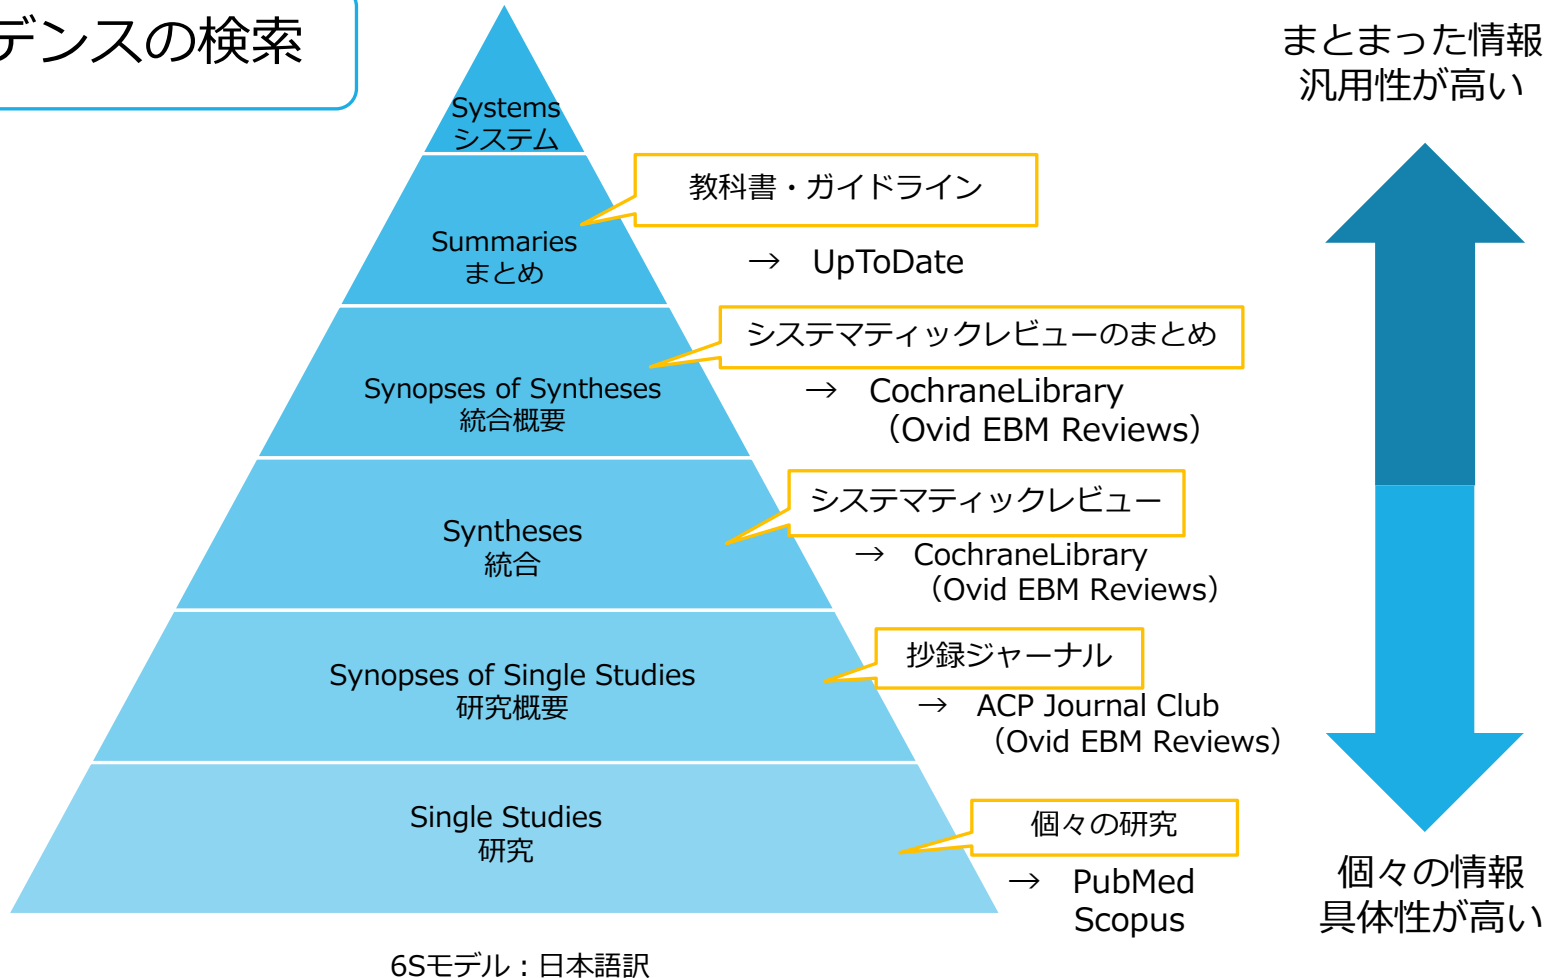 デンスの検索
まとまった情報
汎用性が高い
Systems
システム
教科書・ガイドライン
Summaries
まとめ
→ UpToDate
システマティックレビューのまとめ
Synopses of Syntheses
統合概要
→ CochraneLibrary
（Ovid EBM Reviews）
システマティックレビュー
Syntheses
統合
→ CochraneLibrary
（Ovid EBM Reviews）
抄録ジャーナル
Synopses of Single Studies
研究概要
→ ACP Journal Club
（Ovid EBM Reviews）
Single Studies
研究
個々の研究
→ PubMed
Scopus
個々の情報
具体性が高い
6Sモデル：日本語訳